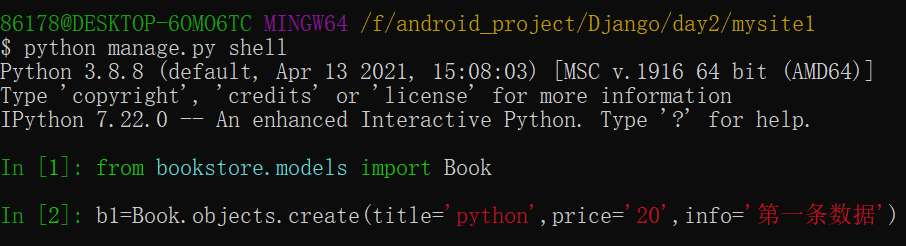 86178@DESKTOP-6OMO6TC MINGW64 /f/android_project/Django/day2/mysite1
$ python manage.py shell
Python 3.8.8 (default, Apr 13 2021, 15:08:03) [MSC v.1916 64 bit (AMD64)]
Type 'copyright', 'credits' or 'license' for more information
IPython 7.22.0 -- An enhanced Interactive Python. Type '?' for help.
In [1]: from bookstore.models import Book
In [2]: b1=Book.objects.create(title='python',price='20',info='第一条数据')